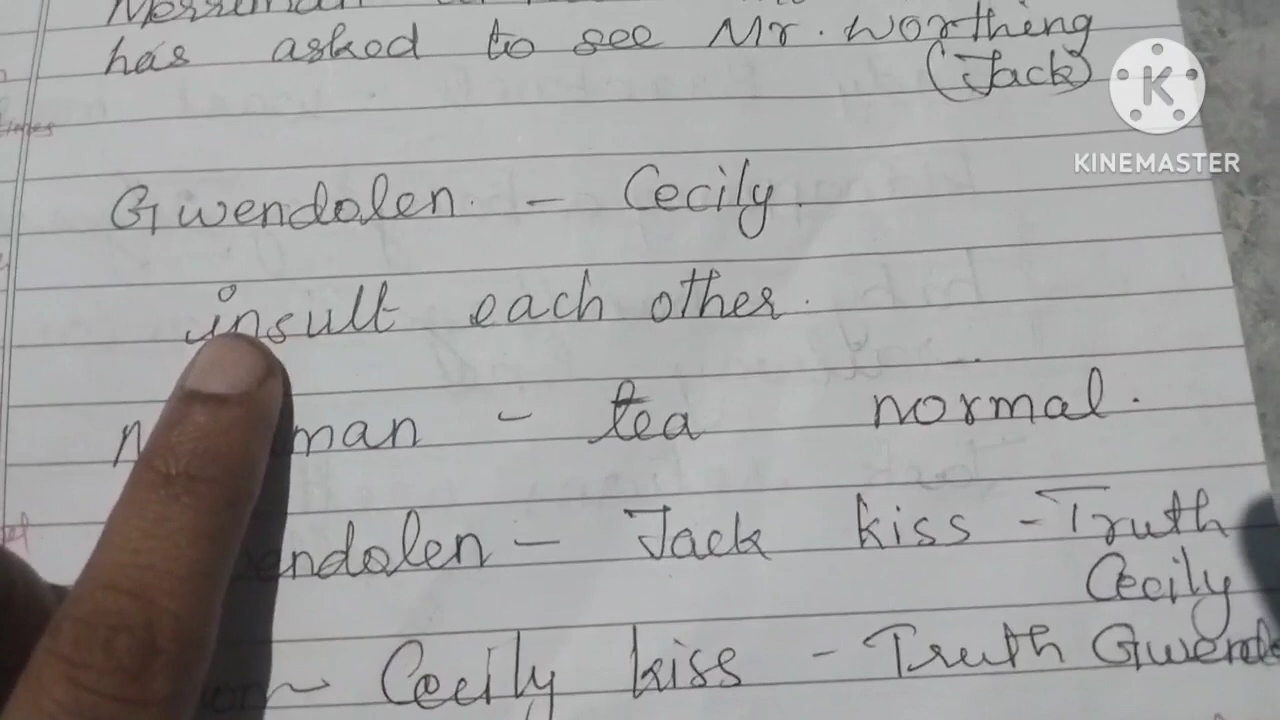 has asked to see Mr. Worthing
(Jack)
KINEMASTER
Gwendolen. - Cecily.
insult each other.
man - tea normal.
endolen - Jack kiss - Truth
Cecily
Cecily kiss - Truth Gwend